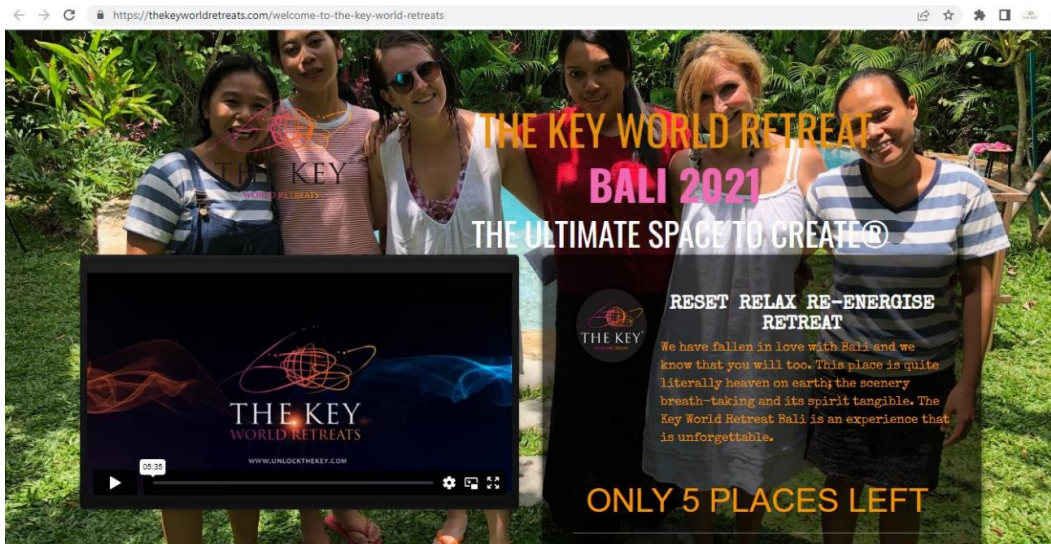 https://thekeyworldretreats.com/welcome-to-the-key-world-retreats
THE KEY
WORLD RETREATS
THE KEY WORLD RETREAT
BALI 2021
THE ULTIMATE SPACE TO CREATE®
THE KEY
WORLD RETREATS
WWW.UNLOCKTHEKEY.COM
05:35
THE KEY
WORLD RETREATS
RESET RELAX RE-ENERGISE
RETREAT
We have fallen in love with Bali and we
know that you will too. This place is quite
literally heaven on earth; the scenery
breath-taking and its spirit tangible. The
Key World Retreat Bali is an experience that
is unforgettable.
ONLY 5 PLACES LEFT